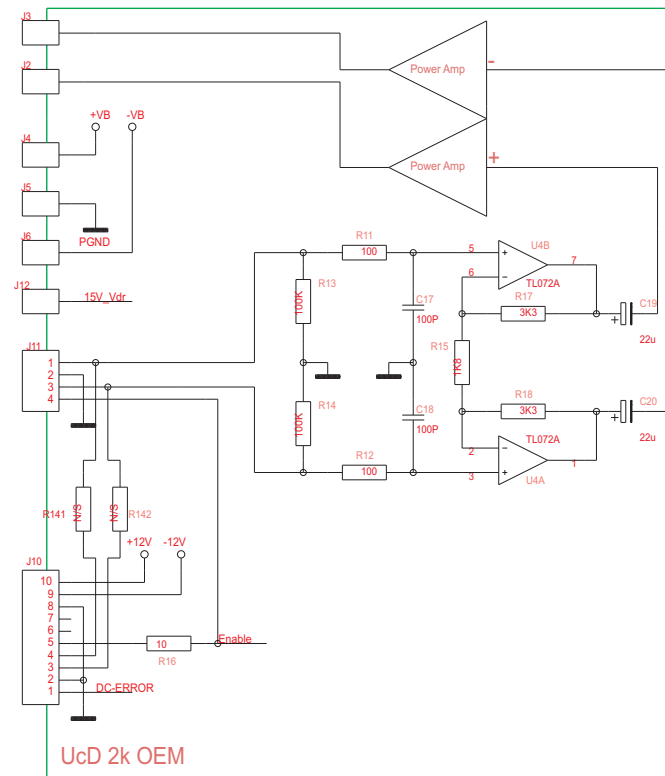 J3
Power Amp
-
J2
+VB -VB
Power Amp
+
J4
J5
PGND
J6
R11
100
5
+
U4B
7
TL072A
6
−
J12
15V_Vdr
R13
100K
C17
100P
R17
3K3
C19
+
22u
J11
1
2
3
4
R15
1K8
R14
100K
C18
100P
R18
3K3
C20
+
22u
TL072A
2
−
R12
100
3
+
1
U4A
R141
N/S
N/S
R142
+12V -12V
J10
10
9
8
7
6
5
4
3
2
1
10
R16
Enable
DC-ERROR
UcD 2k OEM